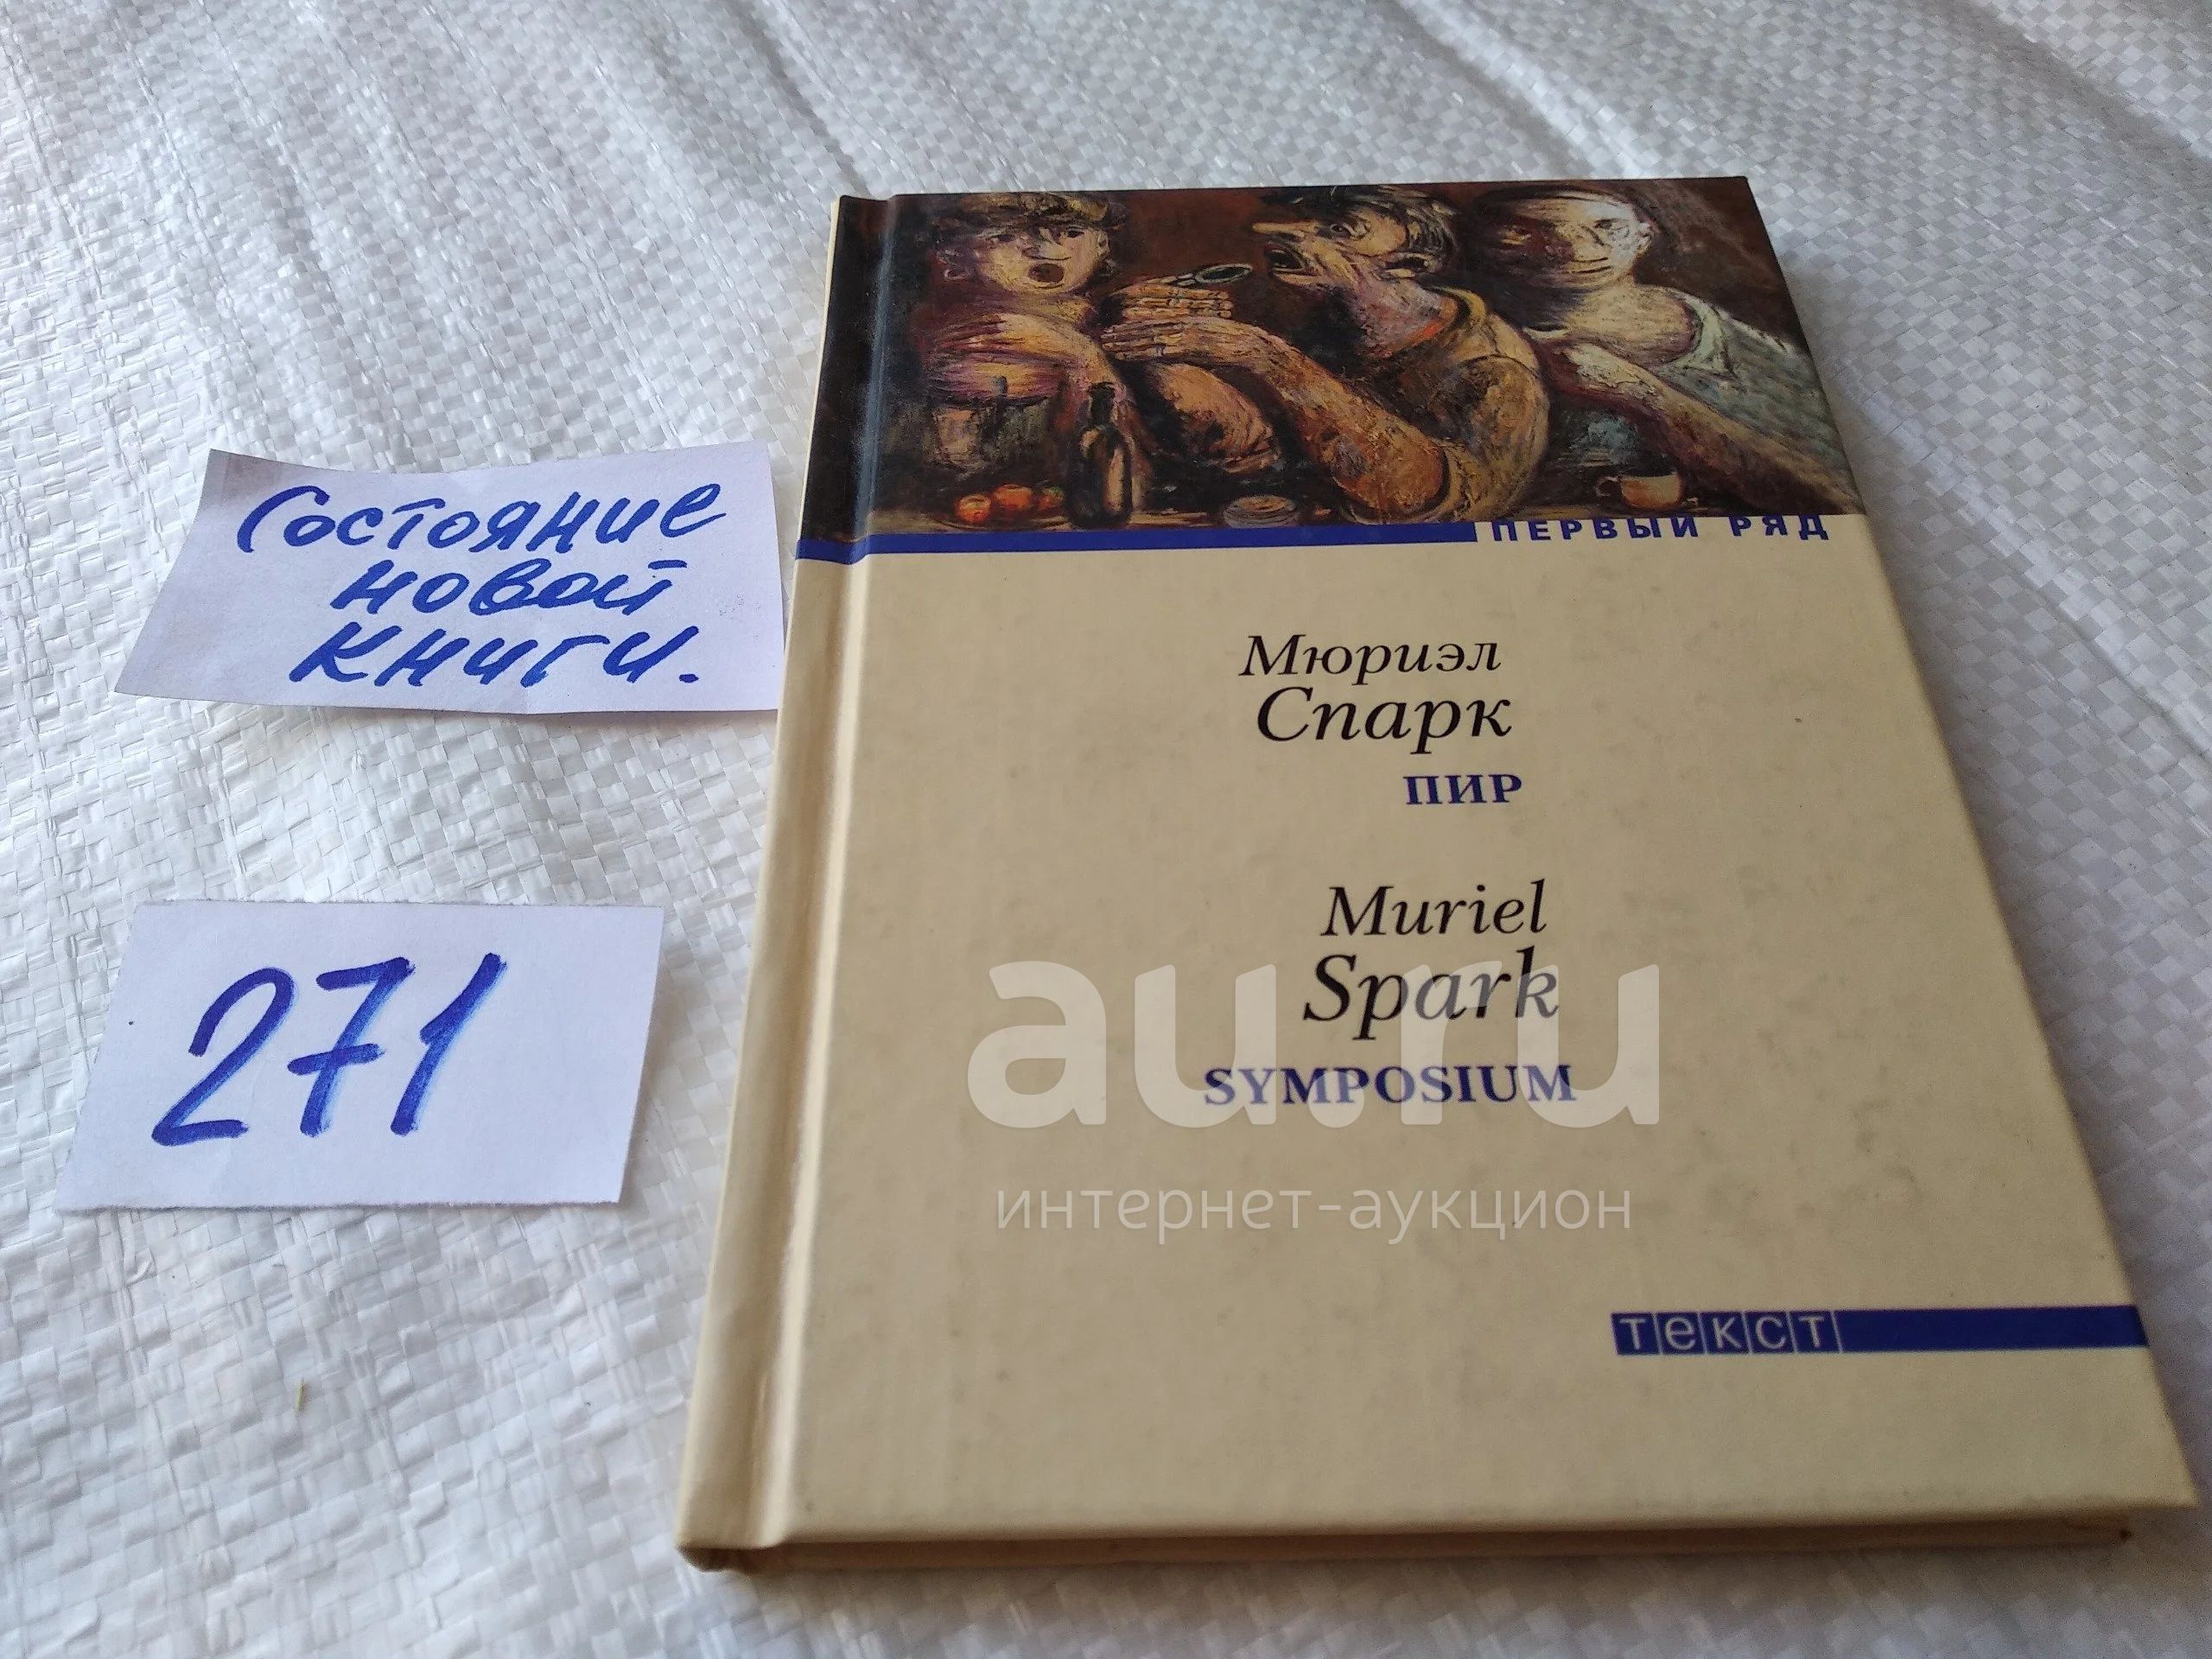 Состояние
новой
книги.
271
ПЕРВЫЙ РЯД
Мюриэл
Спарк
ПИР
Muriel
Spark
SYMPOSIUM
au.ru
интернет-аукцион
текст